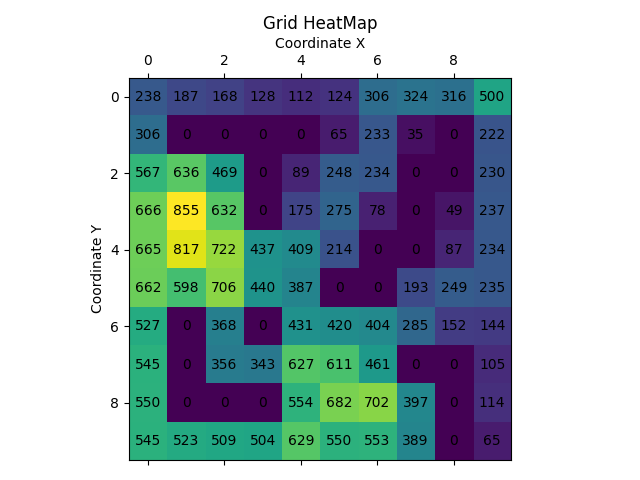 Grid HeatMap
Coordinate X
0 2 4 6 8
0 238 187 168 128 112 124 306 324 316 500
306 0 0 0 0 65 233 35 0 222
2 567 636 469 0 89 248 234 0 0 230
666 855 632 0 175 275 78 0 49 237
4 665 817 722 437 409 214 0 0 87 234
662 598 706 440 387 0 0 193 249 235
6 527 0 368 0 431 420 404 285 152 144
545 0 356 343 627 611 461 0 0 105
8 550 0 0 0 554 682 702 397 0 114
545 523 509 504 629 550 553 389 0 65
Coordinate Y